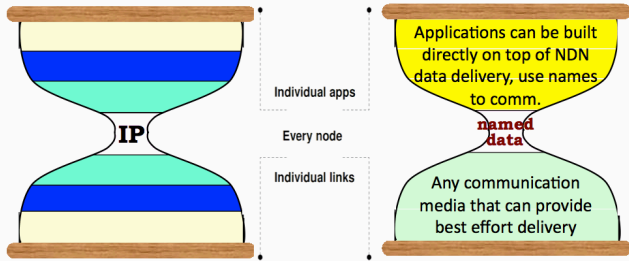 IP
Individual apps
Every node
Individual links
Applications can be built
directly on top of NDN
data delivery, use names
to comm.
named
data
Any communication
media that can provide
best effort delivery